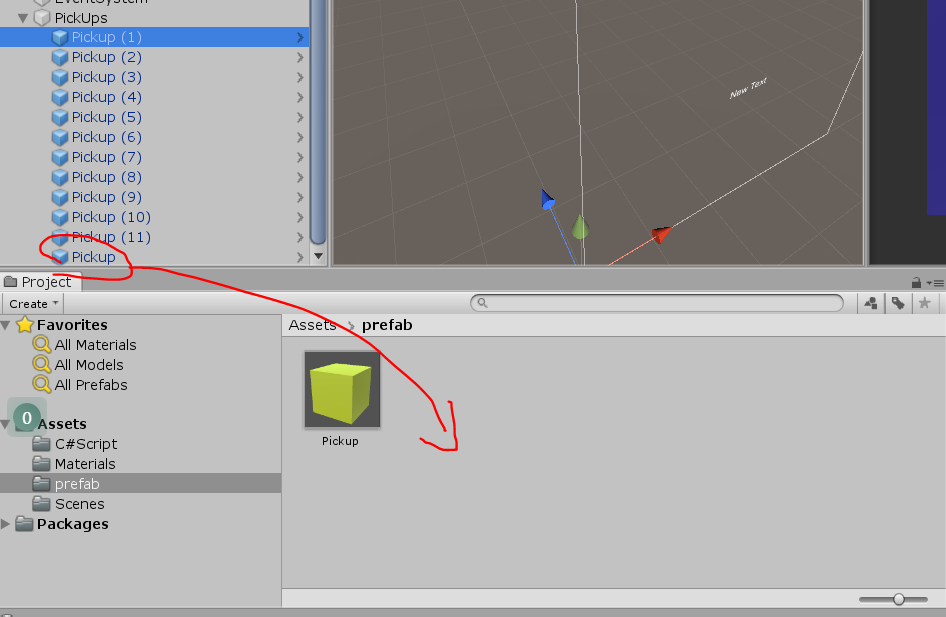 EventSystem
PickUps
Pickup (1)
Pickup (2)
Pickup (3)
Pickup (4)
Pickup (5)
Pickup (6)
Pickup (7)
Pickup (8)
Pickup (9)
Pickup (10)
Pickup (11)
Pickup
New Text
Project
Create
Favorites
All Materials
All Models
All Prefabs
0
Assets
C#Script
Materials
prefab
Scenes
Packages
Assets prefab
Pickup